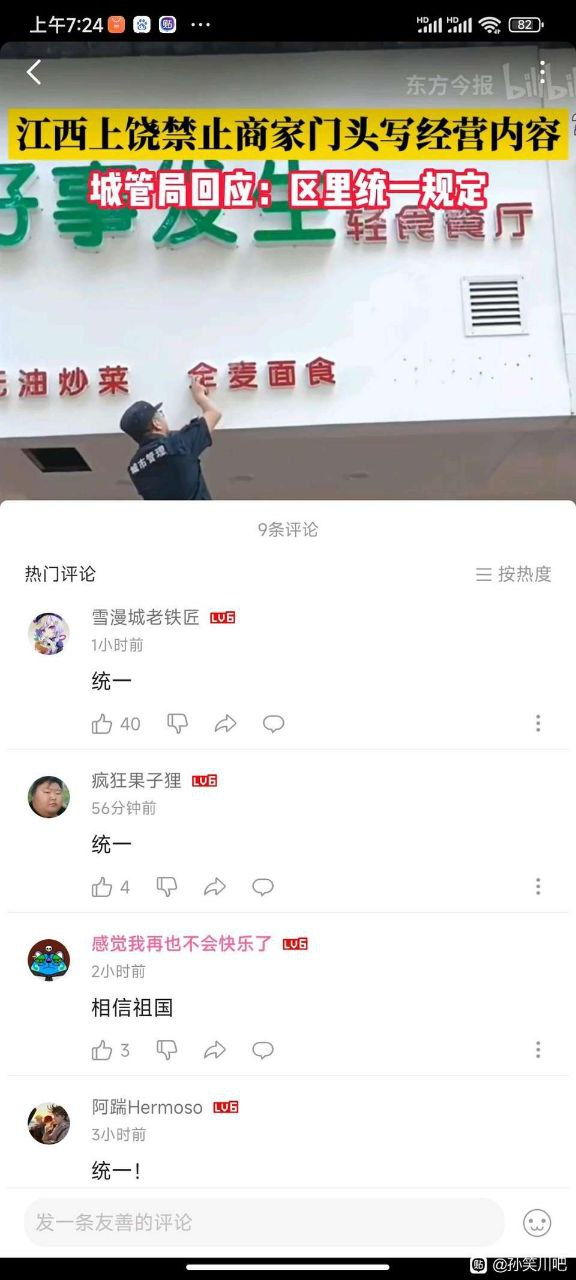 上午7:24
HD HD 82
东方今报 bilibili
江西上饶禁止商家门头写经营内容
城管局回应：区里统一规定
好事发生 轻食餐厅
油炒菜 全麦面食
城市管理
9条评论
热门评论 按热度
雪漫城老铁匠 LV6
1小时前
统一
40
疯狂果子狸 LV6
56分钟前
统一
4
感觉我再也不会快乐了 LV6
2小时前
相信祖国
3
阿踹Hermoso LV6
3小时前
统一！
发一条友善的评论
贴 @孙笑川吧